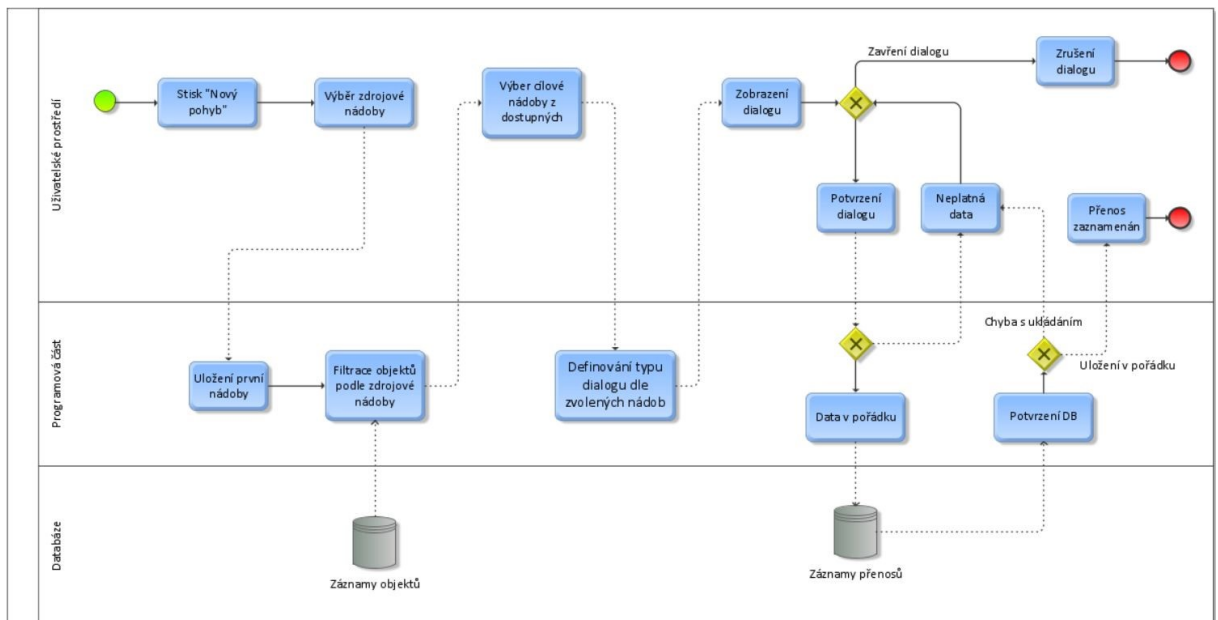 Uživatelské prostředí
Stisk "Nový
pohyb"
Výběr zdrojové
nádoby
Výber cílové
nádoby z
dostupných
Zobrazení
dialogu
Zavření dialogu
Zrušení
dialogu
Potvrzení
dialogu
Neplatná
data
Přenos
zaznamenán
Programová část
Uložení první
nádoby
Filtrace objektů
podle zdrojové
nádoby
Definování typu
dialogu dle
zvolených nádob
Chyba s ukládáním
Uložení v pořádku
Data v pořádku
Potvrzení DB
Databáze
Záznamy objektů
Záznamy přenosů